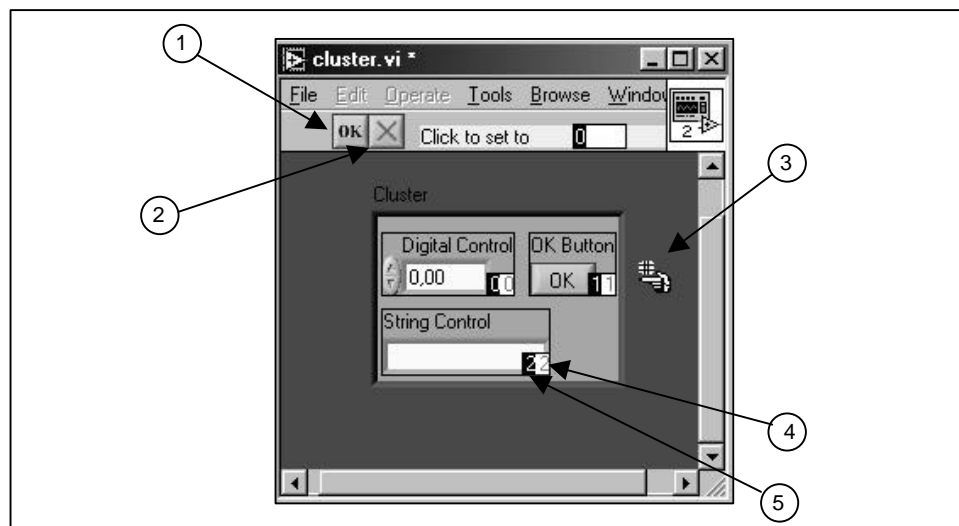 1
cluster.vi *
File Edit Operate Tools Browse Window
OK Click to set to 0
2
2
3
Cluster
Digital Control OK Button
0,00 0 0 OK 1 1
String Control
2 2
4
5